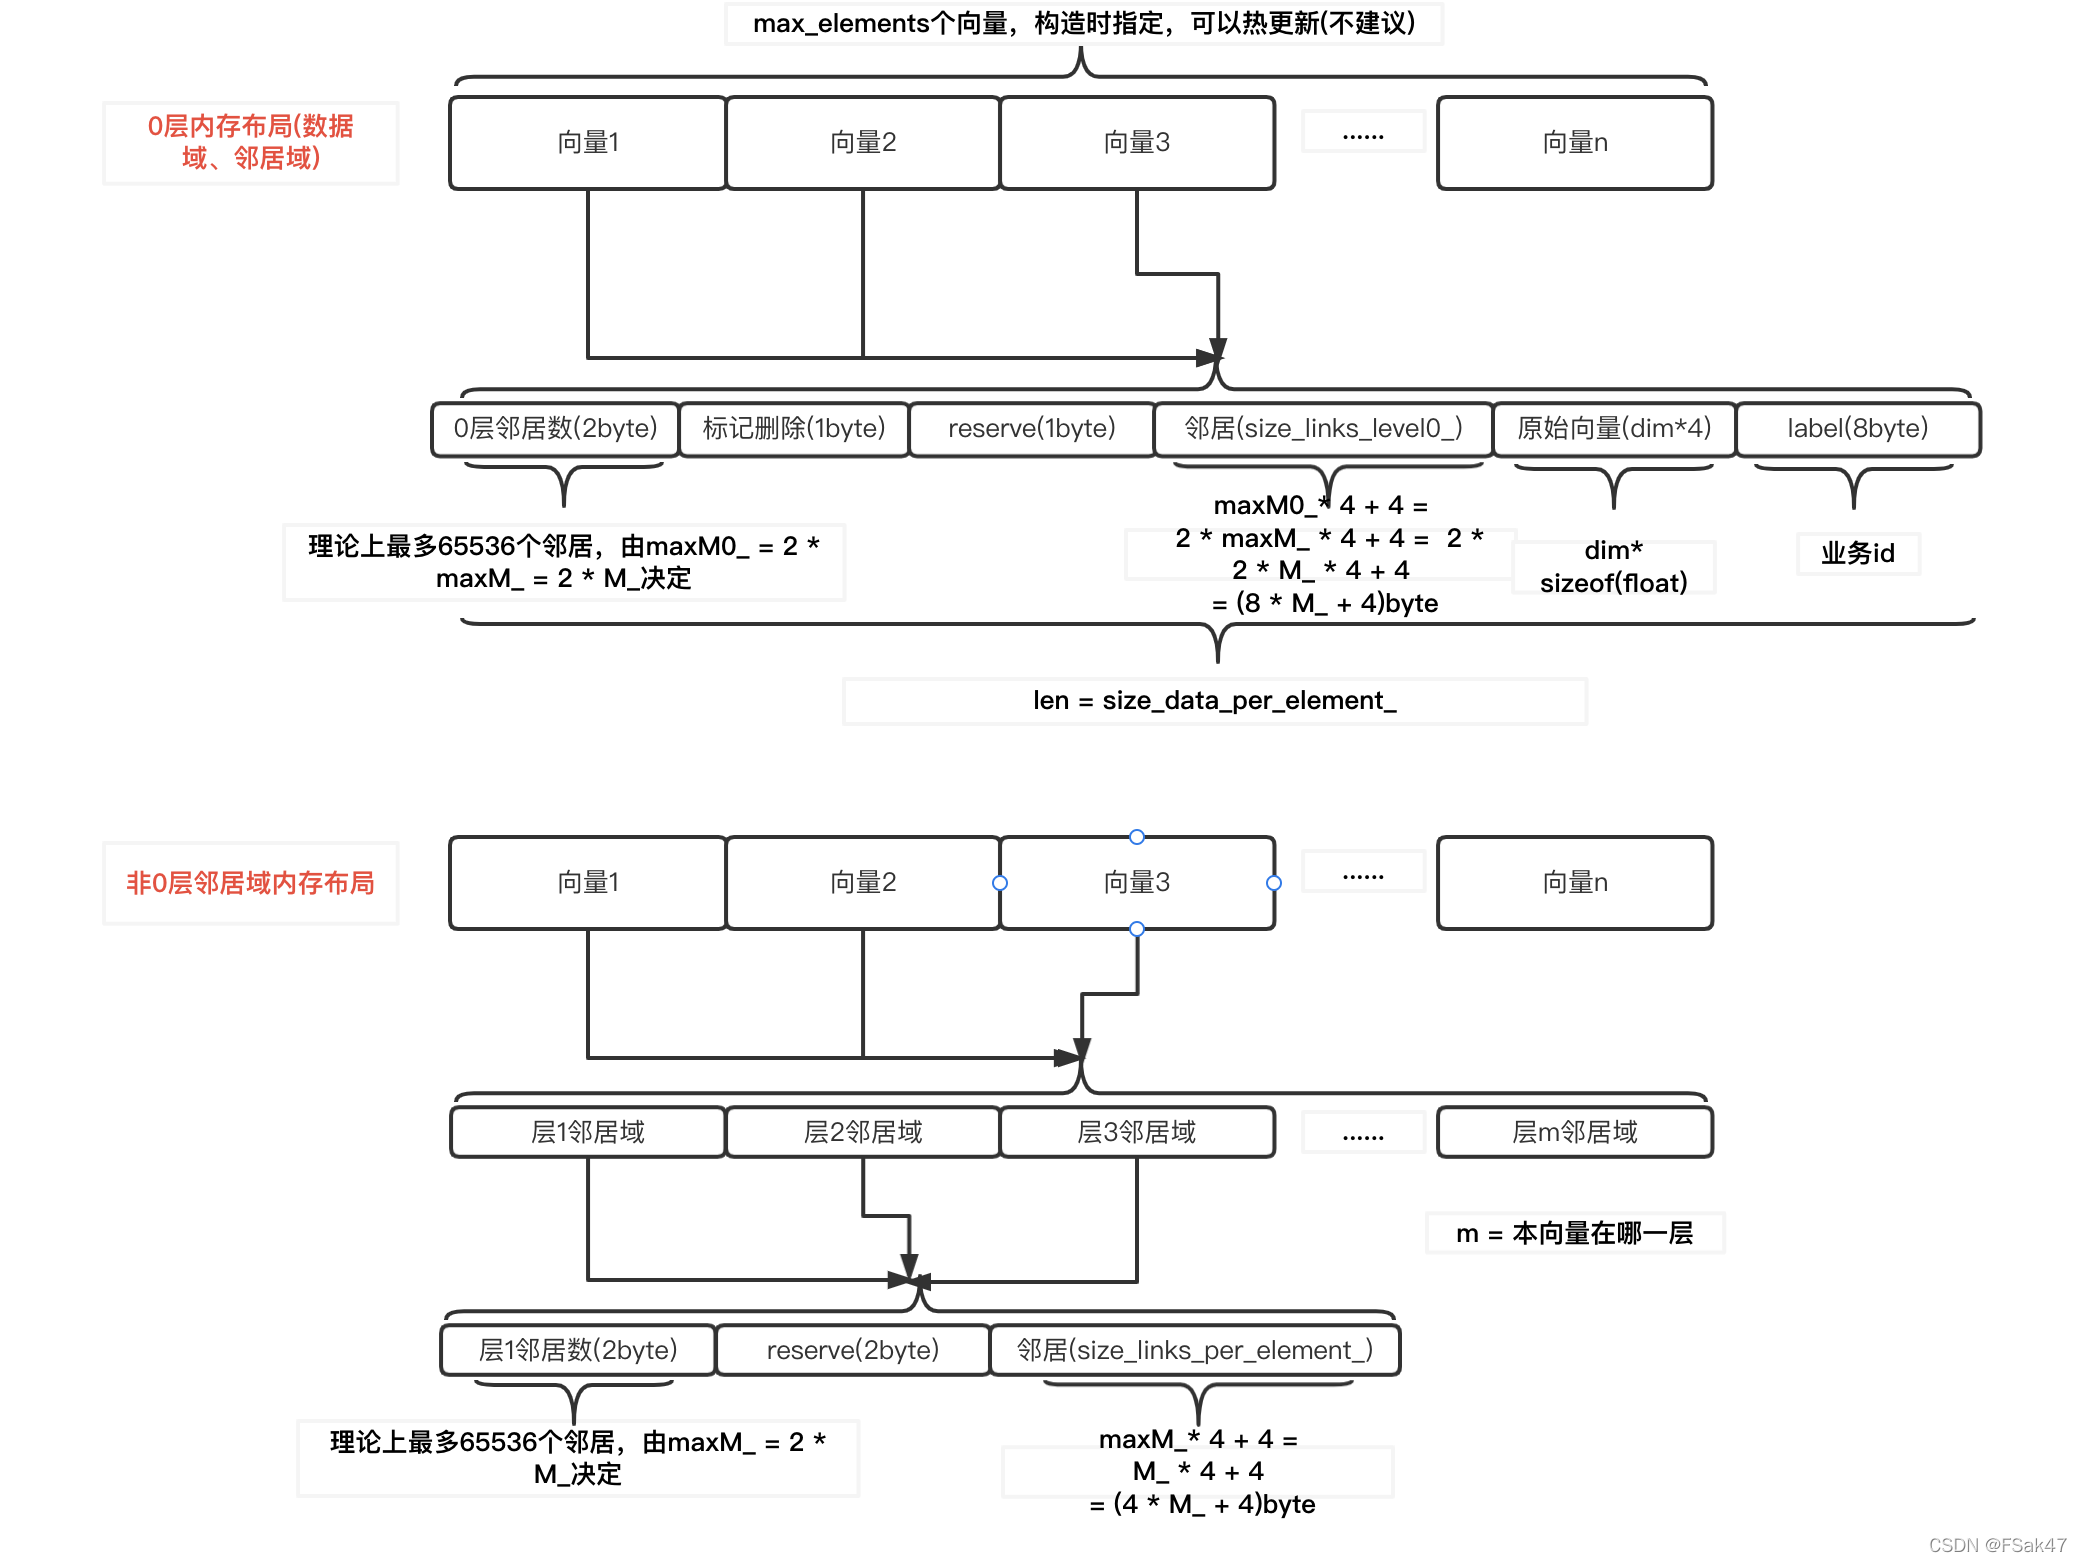 max_elements个向量，构造时指定，可以热更新(不建议)
0层内存布局(数据
域、邻居域)
向量1
向量2
向量3
......
向量n
0层邻居数(2byte)
标记删除(1byte)
reserve(1byte)
邻居(size_links_level0_)
原始向量(dim*4)
label(8byte)
理论上最多65536个邻居，由maxM0_ = 2 *
maxM_ = 2 * M_决定
maxM0_* 4 + 4 =
2 * maxM_ * 4 + 4 = 2 *
2 * M_ * 4 + 4
= (8 * M_ + 4)byte
dim*
sizeof(float)
业务id
len = size_data_per_element_
非0层邻居域内存布局
向量1
向量2
向量3
......
向量n
层1邻居域
层2邻居域
层3邻居域
......
层m邻居域
m = 本向量在哪一层
层1邻居数(2byte)
reserve(2byte)
邻居(size_links_per_element_)
理论上最多65536个邻居，由maxM_ = 2 *
M_决定
maxM_* 4 + 4 =
M_ * 4 + 4
= (4 * M_ + 4)byte
CSDN @FSak47